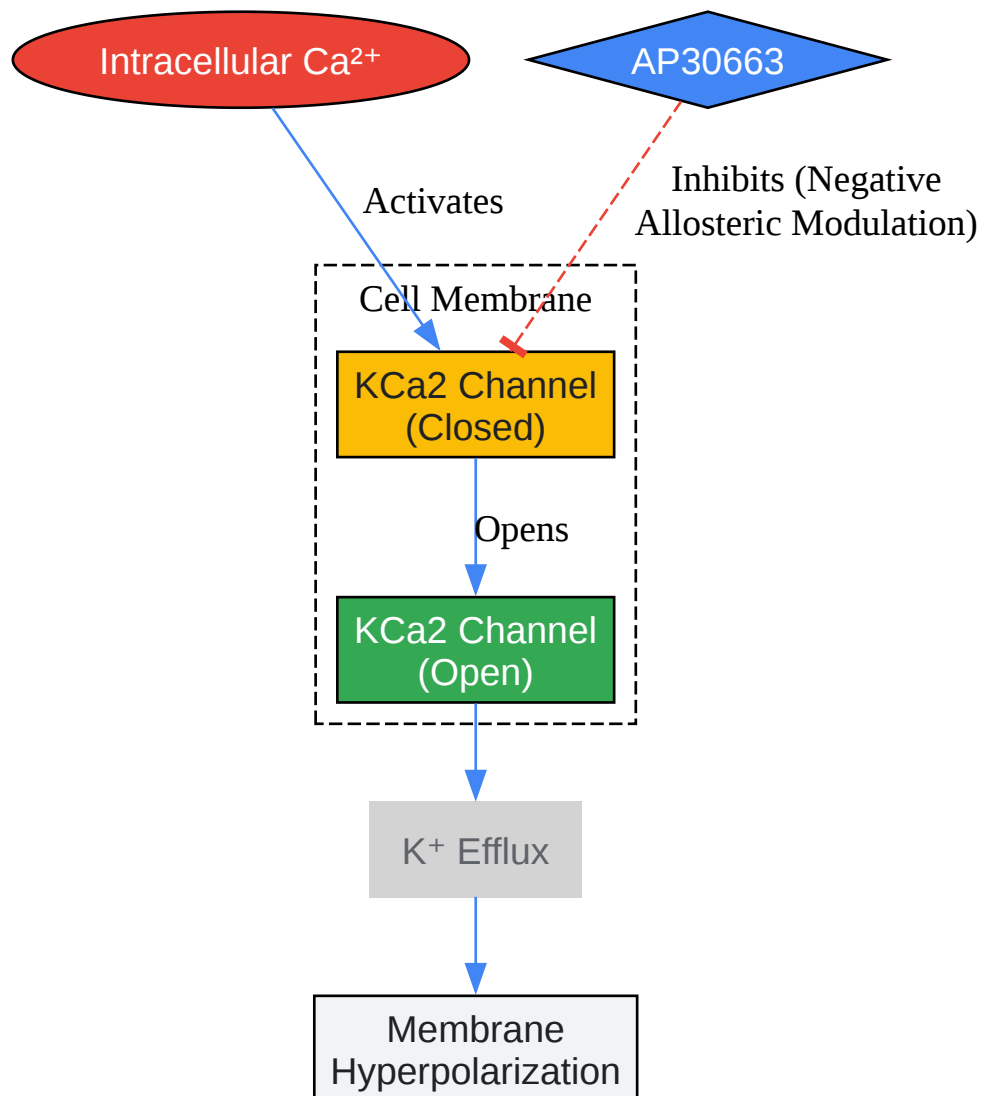 Intracellular Ca²⁺
AP30663
Activates
Inhibits (Negative
Allosteric Modulation)
Cell Membrane
KCa2 Channel
(Closed)
Opens
KCa2 Channel
(Open)
K⁺ Efflux
Membrane
Hyperpolarization